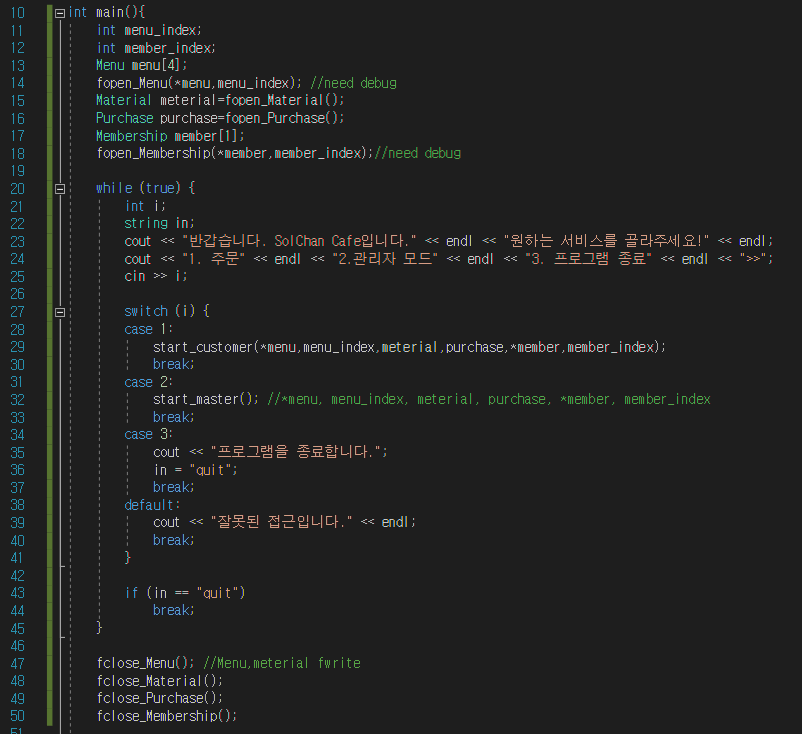 10 int main(){
11 int menu_index;
12 int member_index;
13 Menu menu[4];
14 fopen_Menu(*menu,menu_index); //need debug
15 Material meterial=fopen_Material();
16 Purchase purchase=fopen_Purchase();
17 Membership member[1];
18 fopen_Membership(*member,member_index);//need debug
19
20 while (true) {
21 int i;
22 string in;
23 cout << "반갑습니다. SolChan Cafe입니다." << endl << "원하는 서비스를 골라주세요!" << endl;
24 cout << "1. 주문" << endl << "2.관리자 모드" << endl << "3. 프로그램 종료" << endl << ">>";
25 cin >> i;
26
27 switch (i) {
28 case 1:
29 start_customer(*menu,menu_index,meterial,purchase,*member,member_index);
30 break;
31 case 2:
32 start_master(); //*menu, menu_index, meterial, purchase, *member, member_index
33 break;
34 case 3:
35 cout << "프로그램을 종료합니다.";
36 in = "quit";
37 break;
38 default:
39 cout << "잘못된 접근입니다." << endl;
40 break;
41 }
42
43 if (in == "quit")
44 break;
45 }
46
47 fclose_Menu(); //Menu,meterial fwrite
48 fclose_Material();
49 fclose_Purchase();
50 fclose_Membership();
51